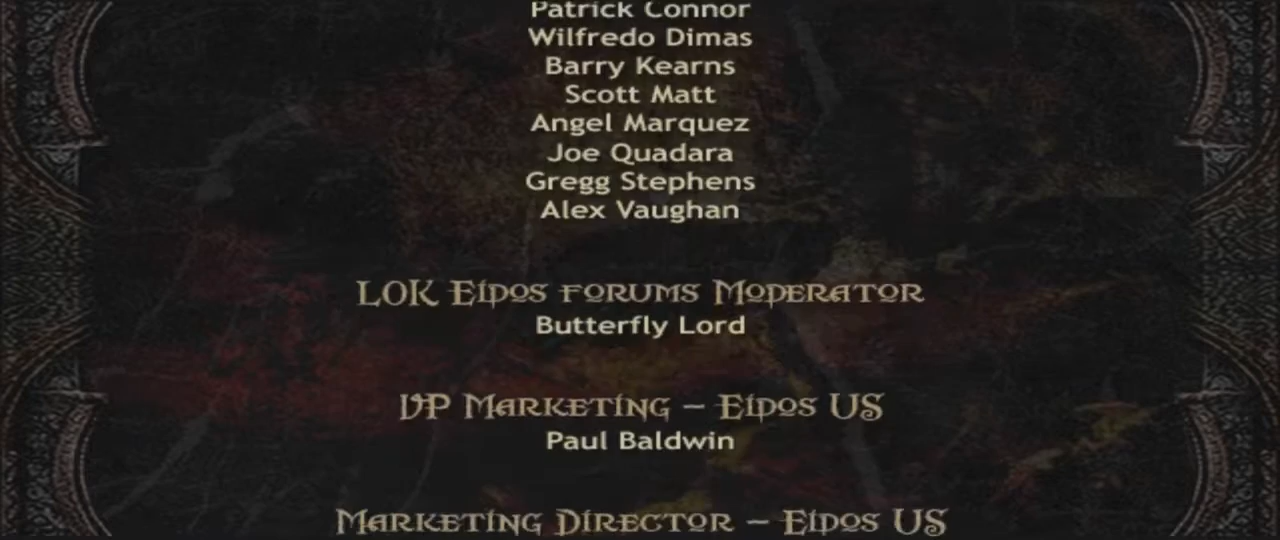 Patrick Connor
Wilfredo Dimas
Barry Kearns
Scott Matt
Angel Marquez
Joe Quadara
Gregg Stephens
Alex Vaughan
LOK Eidos forums Moderator
Butterfly Lord
VP Marketing – Eidos US
Paul Baldwin
Marketing Director – Eidos US